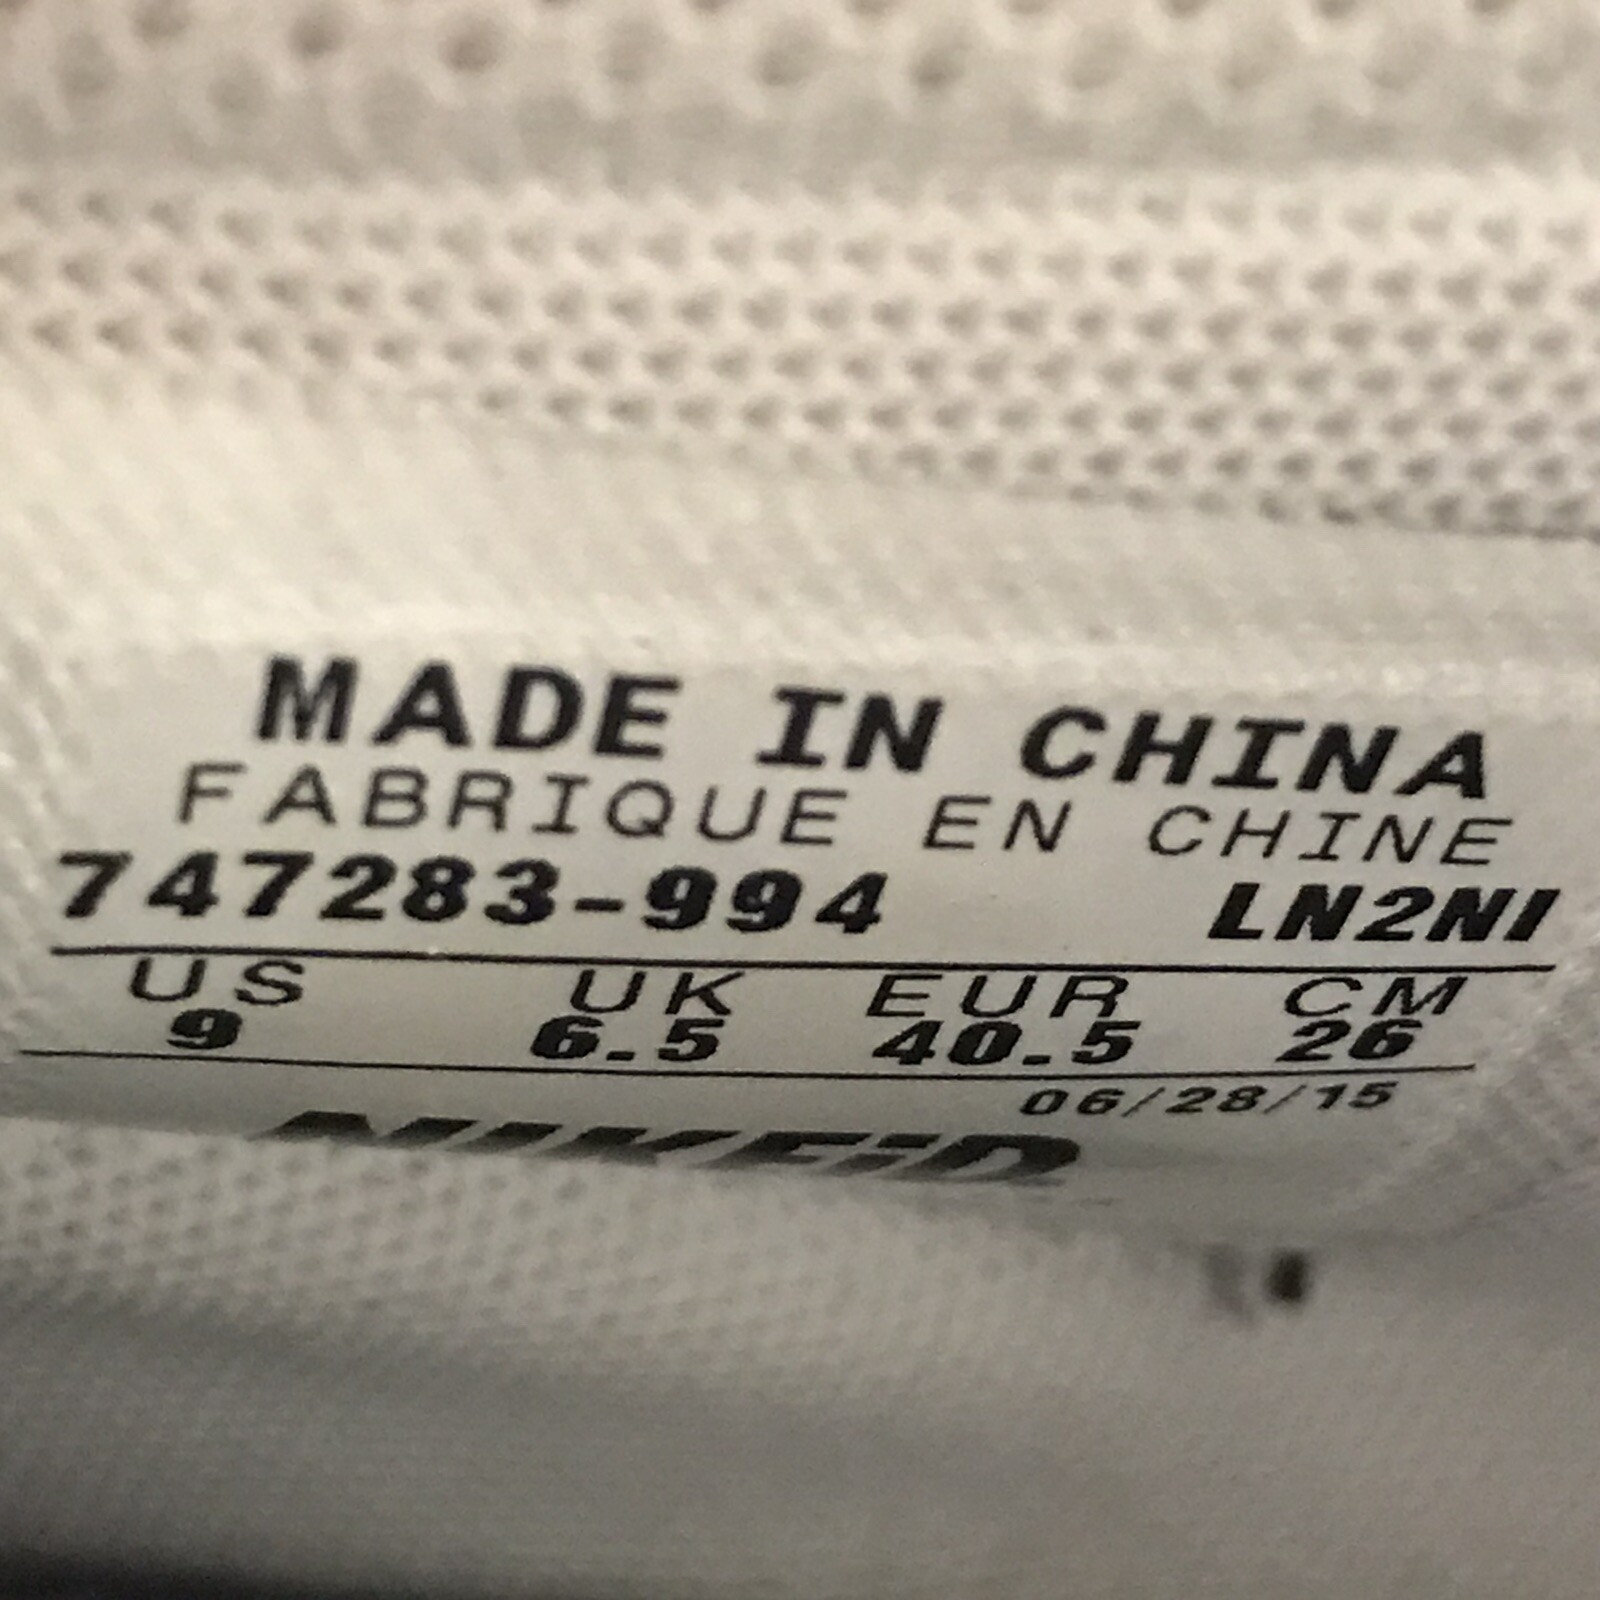 MADE IN CHINA
FABRIQUE EN CHINE
747283-994 LN2NI
US UK EUR CM
9 6.5 40.5 26
06/28/15
NIKEiD